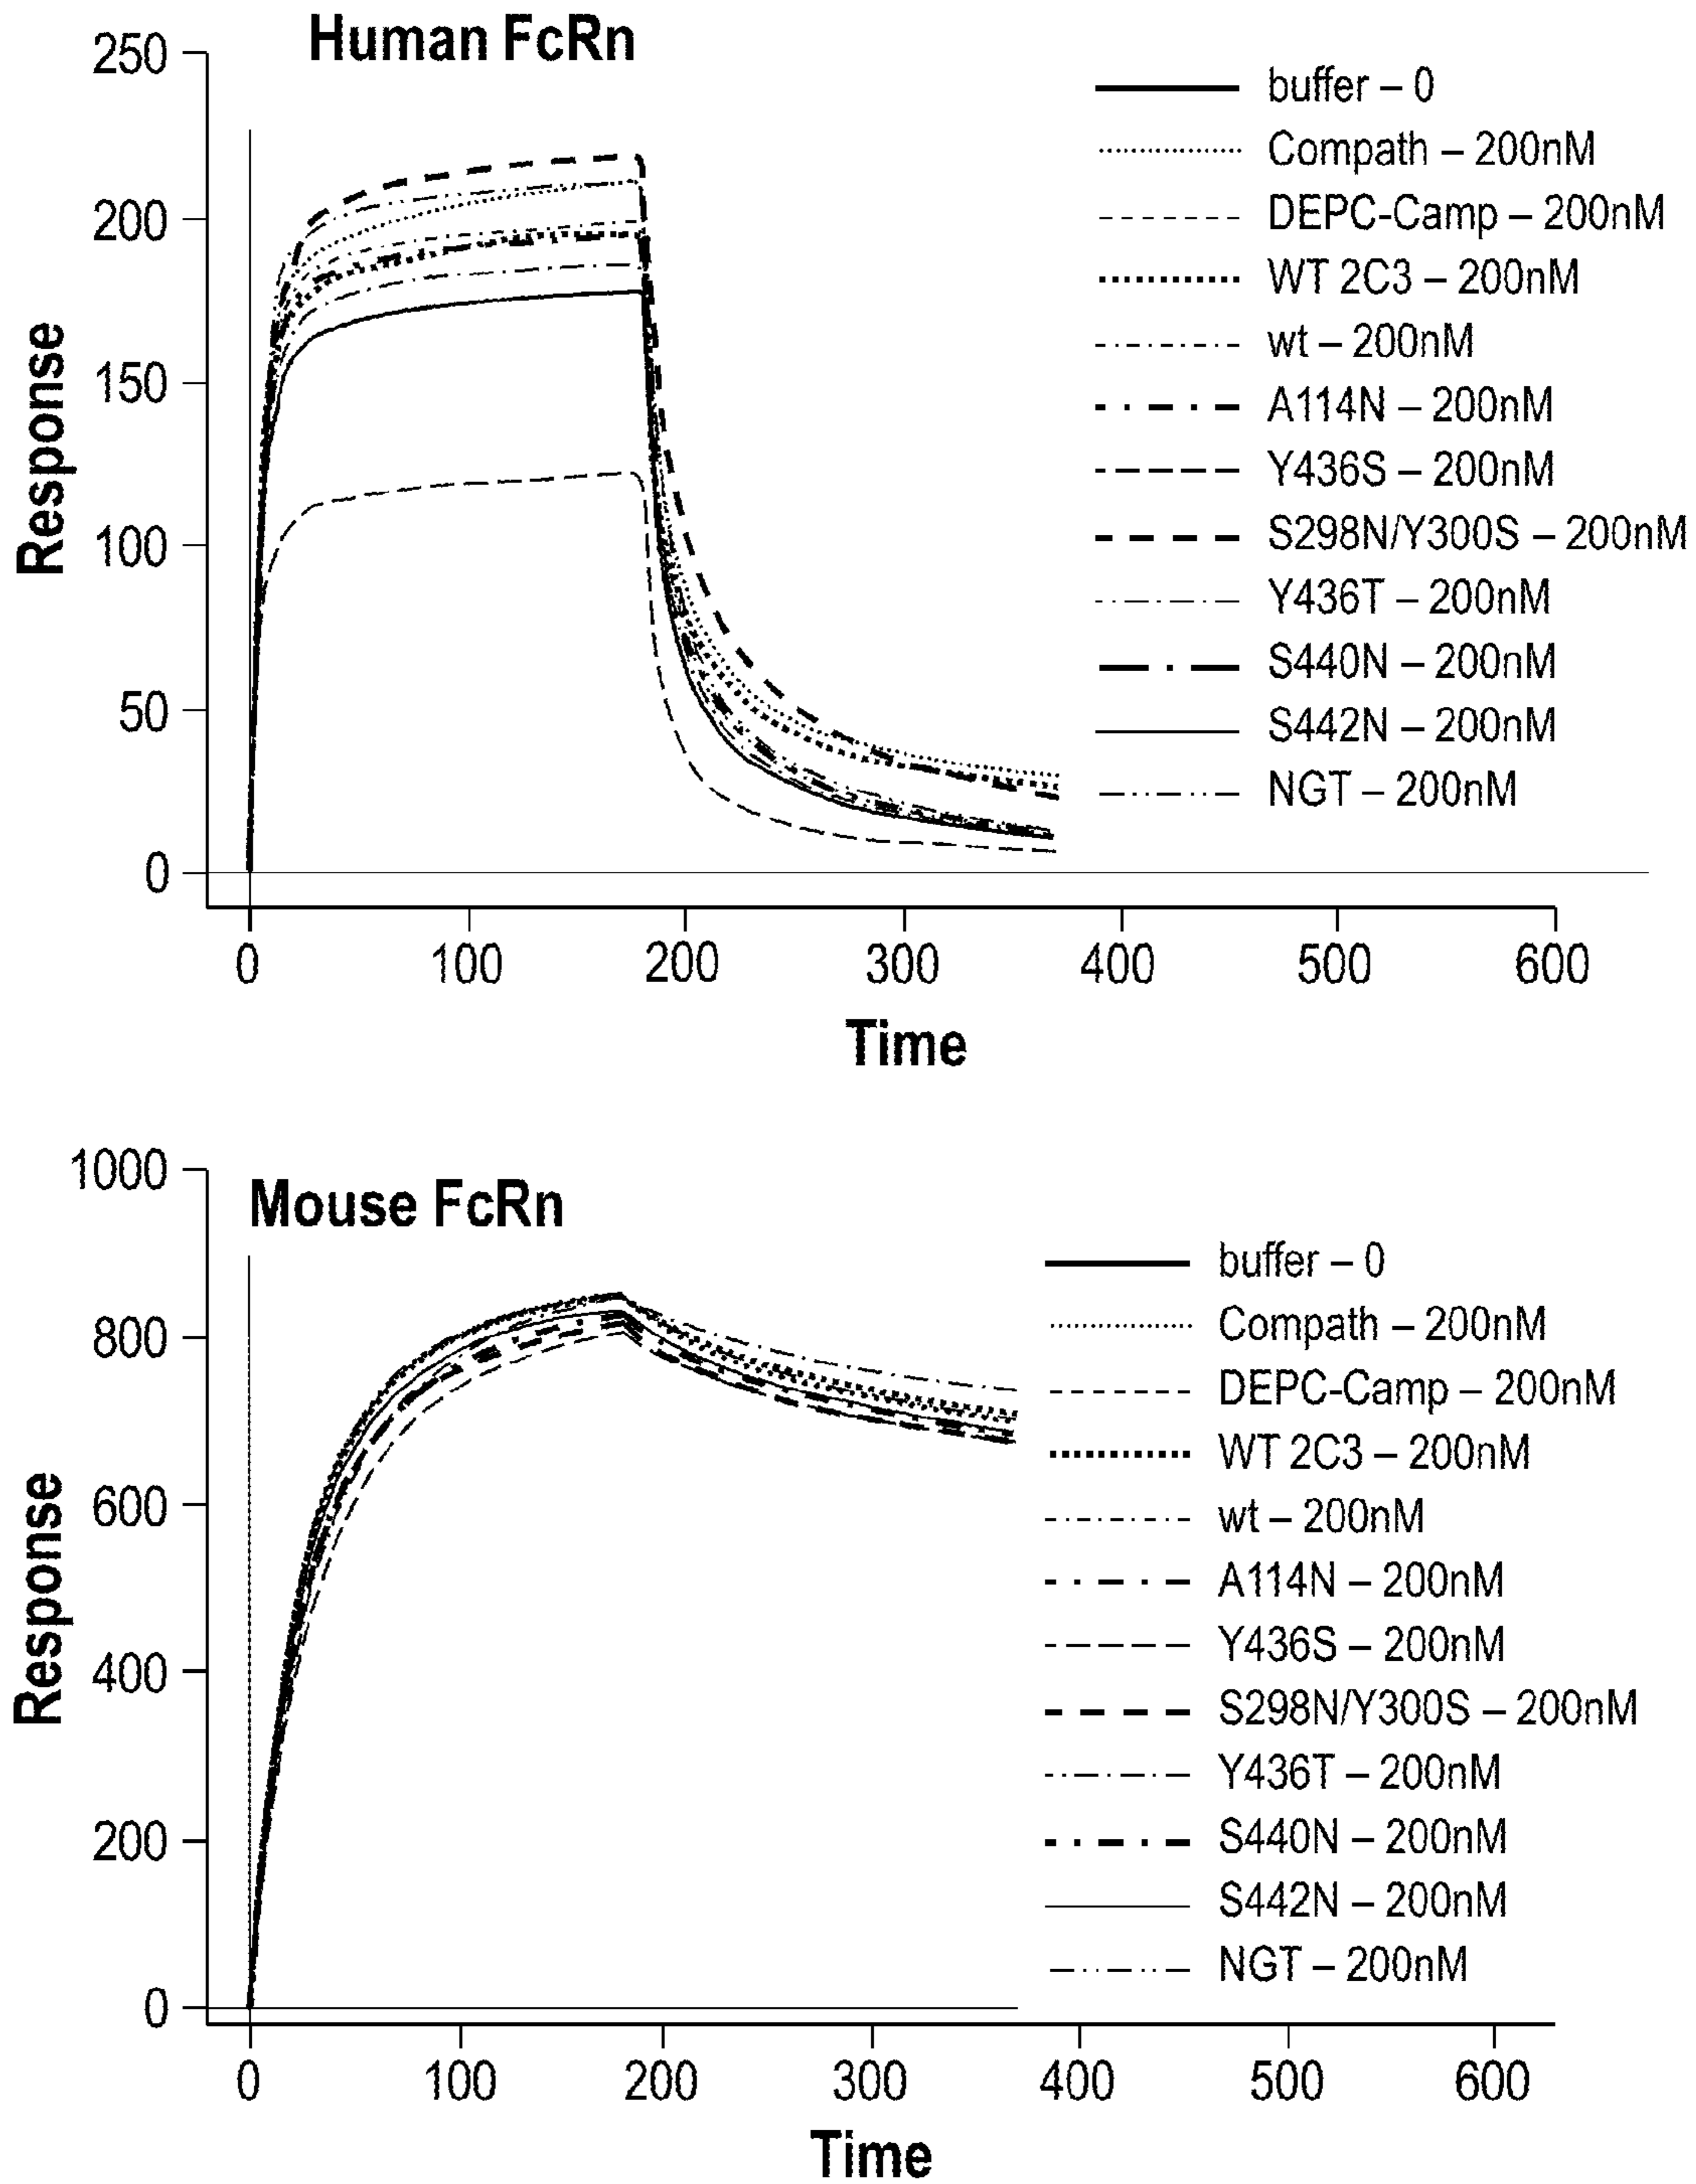 Human FcRn
250
200
150
100
50
0
Response
0 100 200 300 400 500 600
Time
buffer – 0
Compath – 200nM
DEPC-Camp – 200nM
WT 2C3 – 200nM
wt – 200nM
A114N – 200nM
Y436S – 200nM
S298N/Y300S – 200nM
Y436T – 200nM
S440N – 200nM
S442N – 200nM
NGT – 200nM
Mouse FcRn
1000
800
600
400
200
0
Response
0 100 200 300 400 500 600
Time
buffer – 0
Compath – 200nM
DEPC-Camp – 200nM
WT 2C3 – 200nM
wt – 200nM
A114N – 200nM
Y436S – 200nM
S298N/Y300S – 200nM
Y436T – 200nM
S440N – 200nM
S442N – 200nM
NGT – 200nM